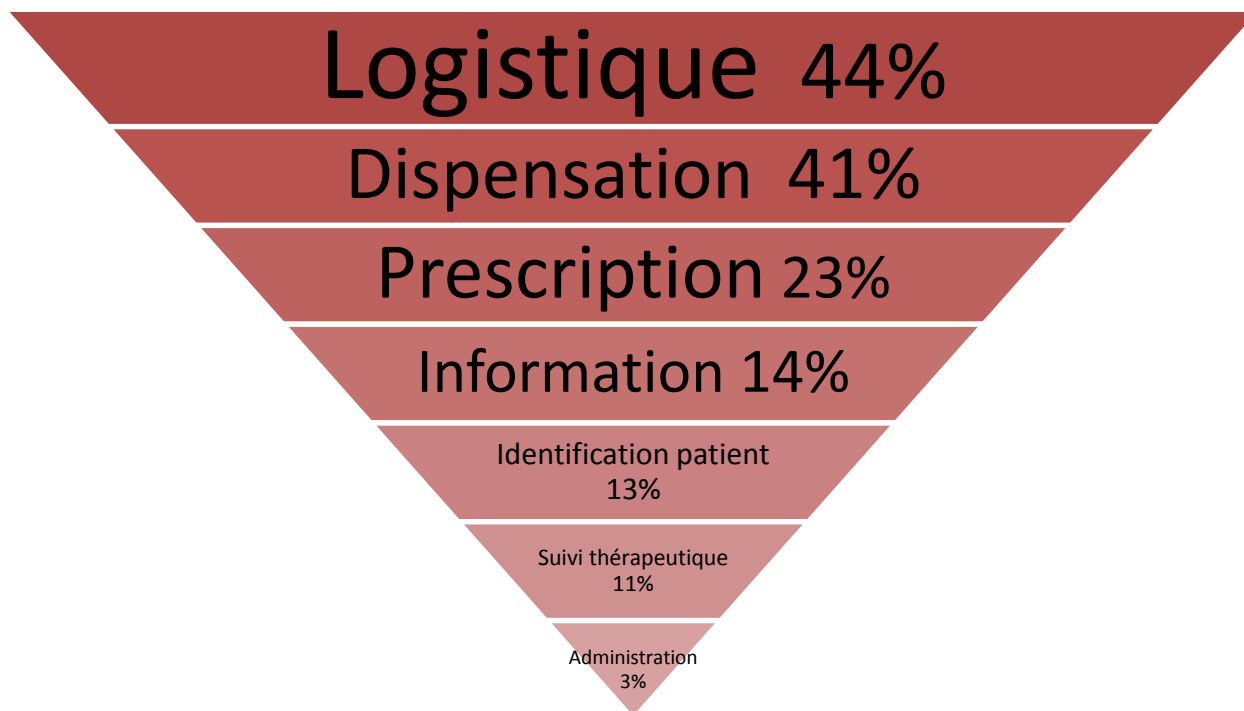 Logistique 44%
Dispensation 41%
Prescription 23%
Information 14%
Identification patient
13%
Suivi thérapeutique
11%
Administration
3%